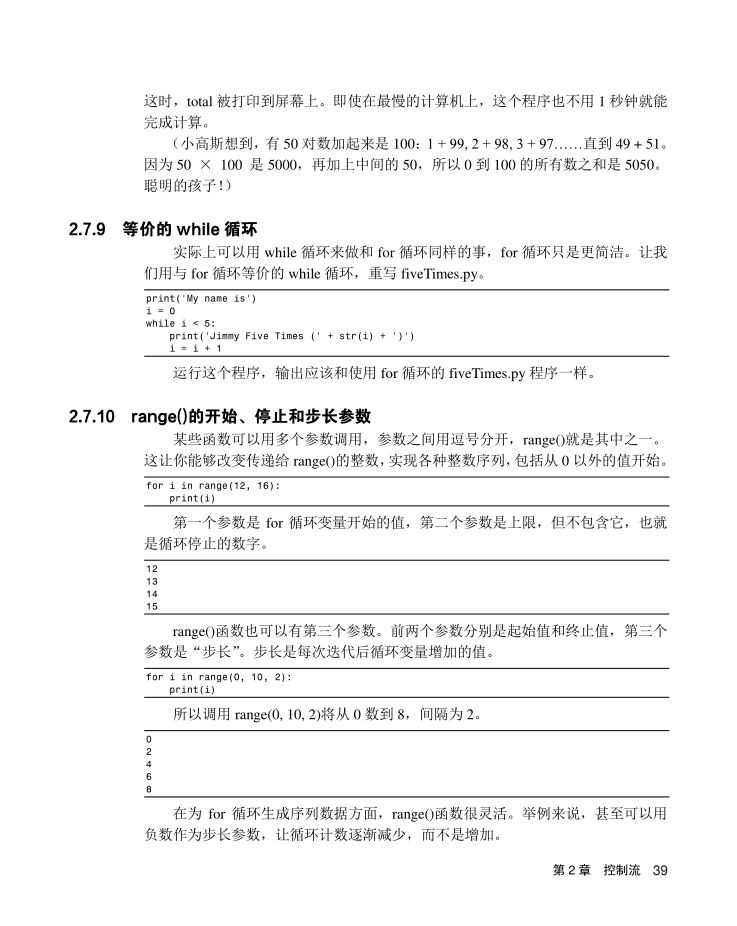 这时，total 被打印到屏幕上。即使在最慢的计算机上，这个程序也不用 1 秒钟就能
完成计算。
（小高斯想到，有 50 对数加起来是 100：1 + 99, 2 + 98, 3 + 97……直到 49 + 51。
因为 50 × 100 是 5000，再加上中间的 50，所以 0 到 100 的所有数之和是 5050。
聪明的孩子！）
2.7.9 等价的 while 循环
实际上可以用 while 循环来做和 for 循环同样的事，for 循环只是更简洁。让我
们用与 for 循环等价的 while 循环，重写 fiveTimes.py。
print('My name is')
i = 0
while i < 5:
    print('Jimmy Five Times (' + str(i) + ')')
    i = i + 1
运行这个程序，输出应该和使用 for 循环的 fiveTimes.py 程序一样。
2.7.10 range()的开始、停止和步长参数
某些函数可以用多个参数调用，参数之间用逗号分开，range()就是其中之一。
这让你能够改变传递给 range()的整数，实现各种整数序列，包括从 0 以外的值开始。
for i in range(12, 16):
    print(i)
第一个参数是 for 循环变量开始的值，第二个参数是上限，但不包含它，也就
是循环停止的数字。
12
13
14
15
range()函数也可以有第三个参数。前两个参数分别是起始值和终止值，第三个
参数是“步长”。步长是每次迭代后循环变量增加的值。
for i in range(0, 10, 2):
    print(i)
所以调用 range(0, 10, 2)将从 0 数到 8，间隔为 2。
0
2
4
6
8
在为 for 循环生成序列数据方面，range()函数很灵活。举例来说，甚至可以用
负数作为步长参数，让循环计数逐渐减少，而不是增加。
第 2 章 控制流 39